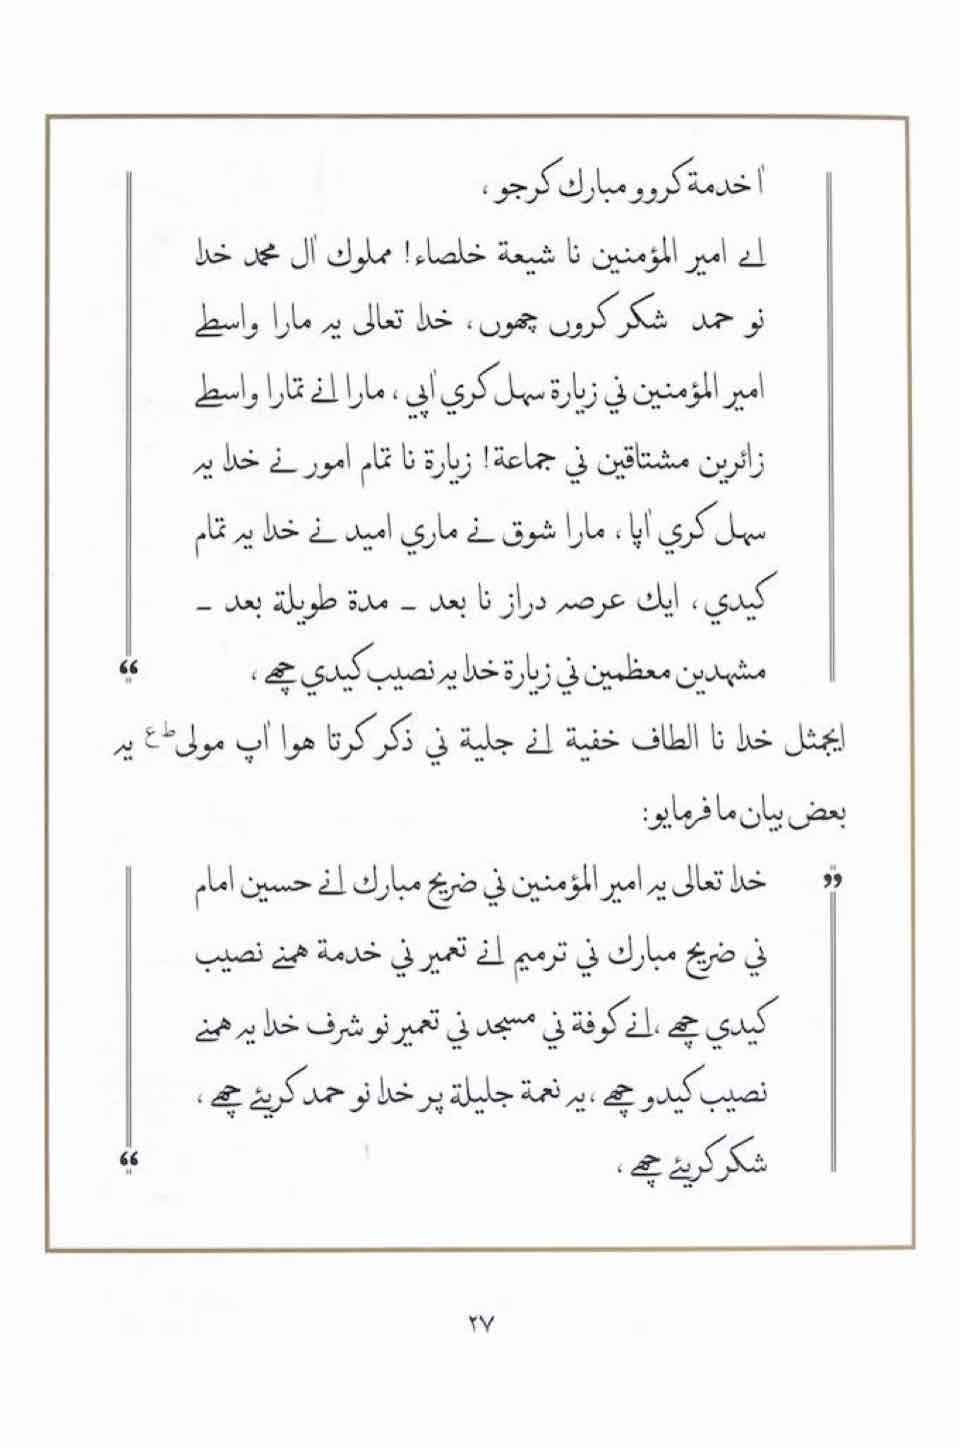 اٰ خدمة كروو مبارك كرجو ،
اے امير المؤمنين نا شيعة خلصاء! مملوك اٰل محمد خدا
نو حمد شكر كروں چھوں، خدا تعالى يہ مارا واسطے
امير المؤمنين ني زيارة سهل كري اٰپي ، مارا انے تمارا واسطے
زائرين مشتاقين ني جماعة! زيارة نا تمام امور نے خدا يہ
سهل كري اٰپا ، مارا شوق نے ماري اميد نے خدا يہ تمام
كيدي ، ايك عرصہ دراز نا بعد – مدة طويلة بعد –
مشهدين معظمين ني زيارة خدا يہ نصيب كيدي چھے ، “
ايجمثل خدا نا الطاف خفية انے جلية ني ذكر كرتا هوا اٰپ مولى ط ع يہ
بعض بيان ما فرمايو:
” خدا تعالى يہ امير المؤمنين ني ضريح مبارك انے حسين امام
ني ضريح مبارك ني ترميم انے تعمير ني خدمة همنے نصيب
كيدي چھے ،انے كوفة ني مسجد ني تعمير نو شرف خدا يہ همنے
نصيب كيدو چھے ،يہ نعمة جليلة پر خدا نو حمد كريئے چھے ،
شكر كريئے چھے ، “
٢٧